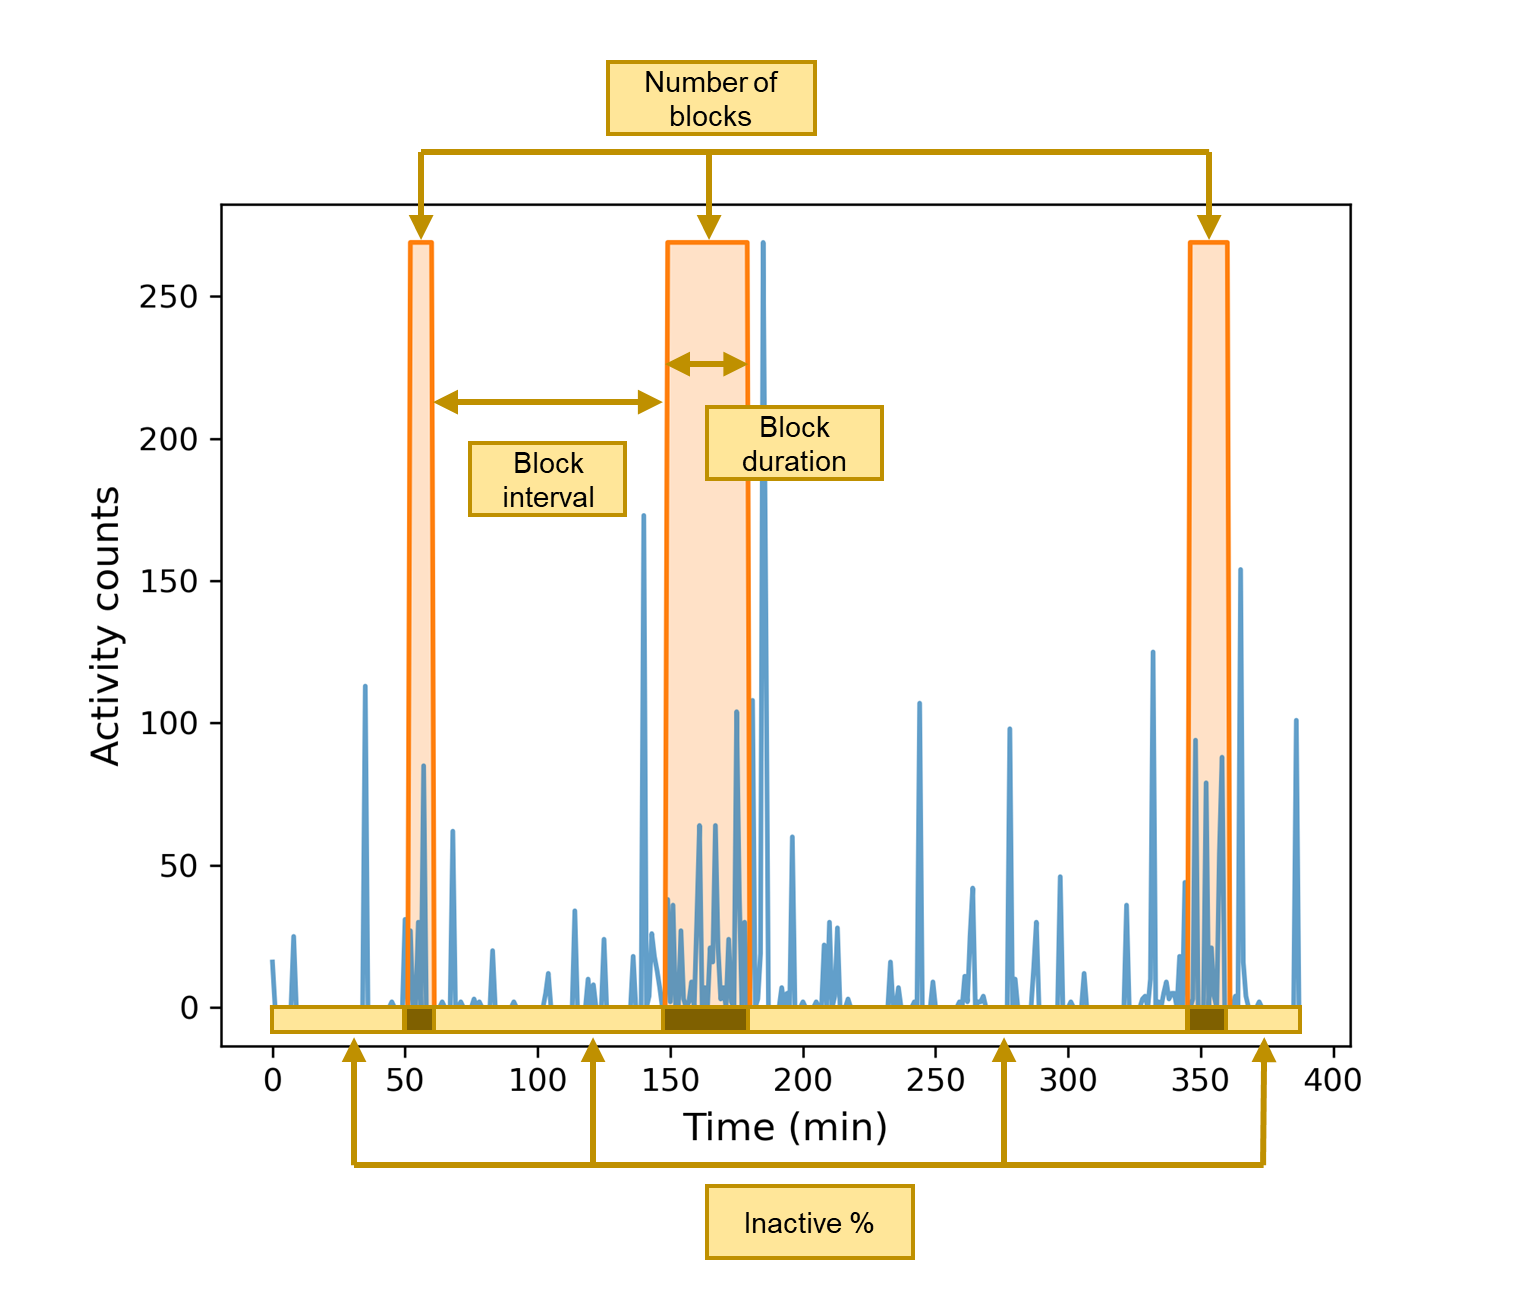 Number of
blocks
250
200
150
100
50
0
Activity counts
Block
interval
Block
duration
0 50 100 150 200 250 300 350 400
Time (min)
Inactive %